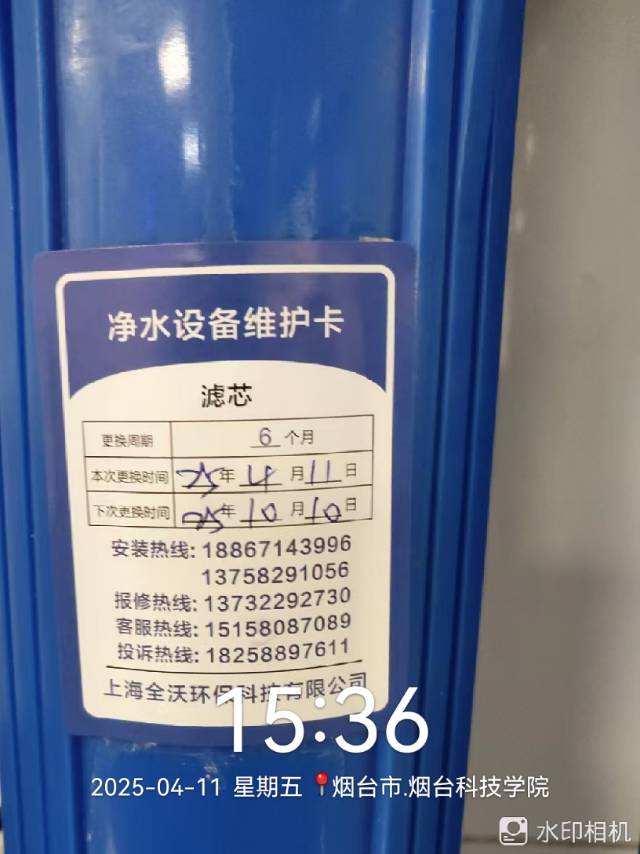 净水设备维护卡
滤芯
更换周期 6 个月
本次更换时间 25年 4 月 11 日
下次更换时间 25年 10 月 10 日
安装热线: 18867143996
13758291056
报修热线: 13732292730
客服热线: 15158087089
投诉热线: 18258897611
上海全沃环保科技有限公司
15:36
2025-04-11 星期五 烟台市.烟台科技学院
水印相机